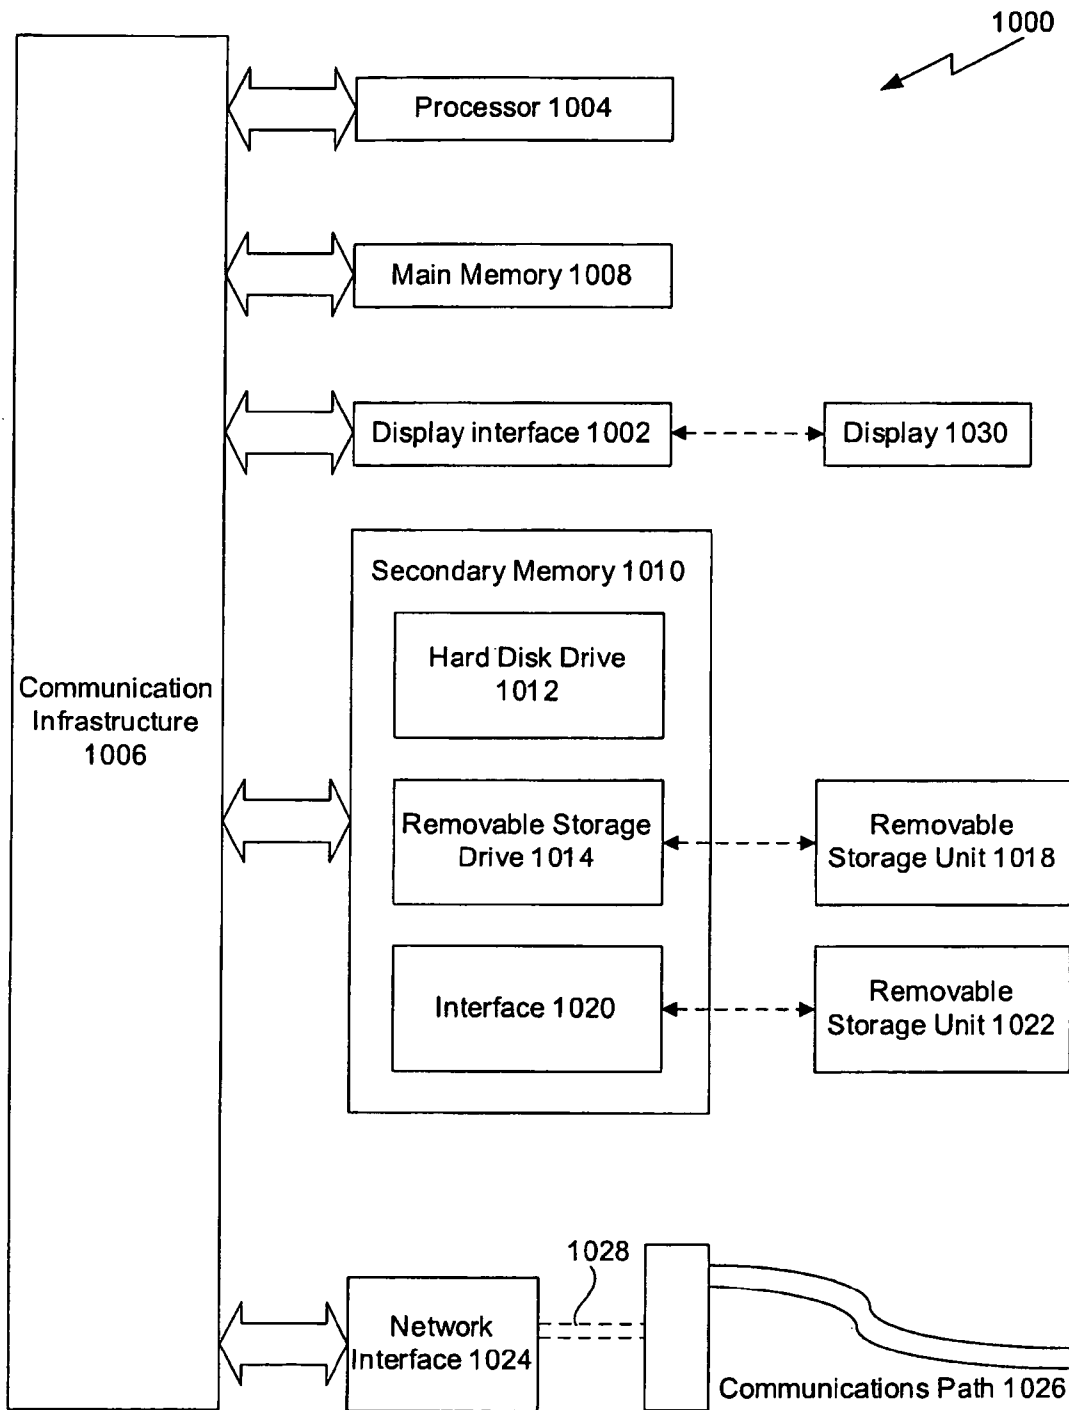 1000
Processor 1004
Main Memory 1008
Display interface 1002
Display 1030
Secondary Memory 1010
Hard Disk Drive
1012
Communication
Infrastructure
1006
Removable Storage
Drive 1014
Removable
Storage Unit 1018
Interface 1020
Removable
Storage Unit 1022
1028
Network
Interface 1024
Communications Path 1026